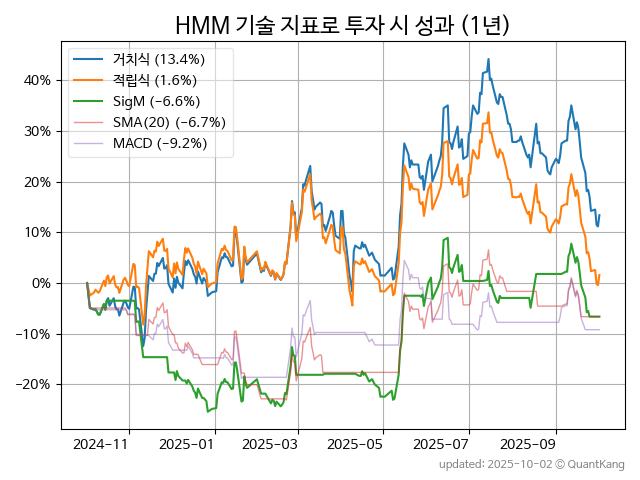 HMM 기술 지표로 투자 시 성과 (1년)
거치식 (13.4%)
적립식 (1.6%)
SigM (−6.6%)
SMA(20) (−6.7%)
MACD (−9.2%)
40%
30%
20%
10%
0%
−10%
−20%
2024-11 2025-01 2025-03 2025-05 2025-07 2025-09
updated: 2025-10-02 © QuantKang